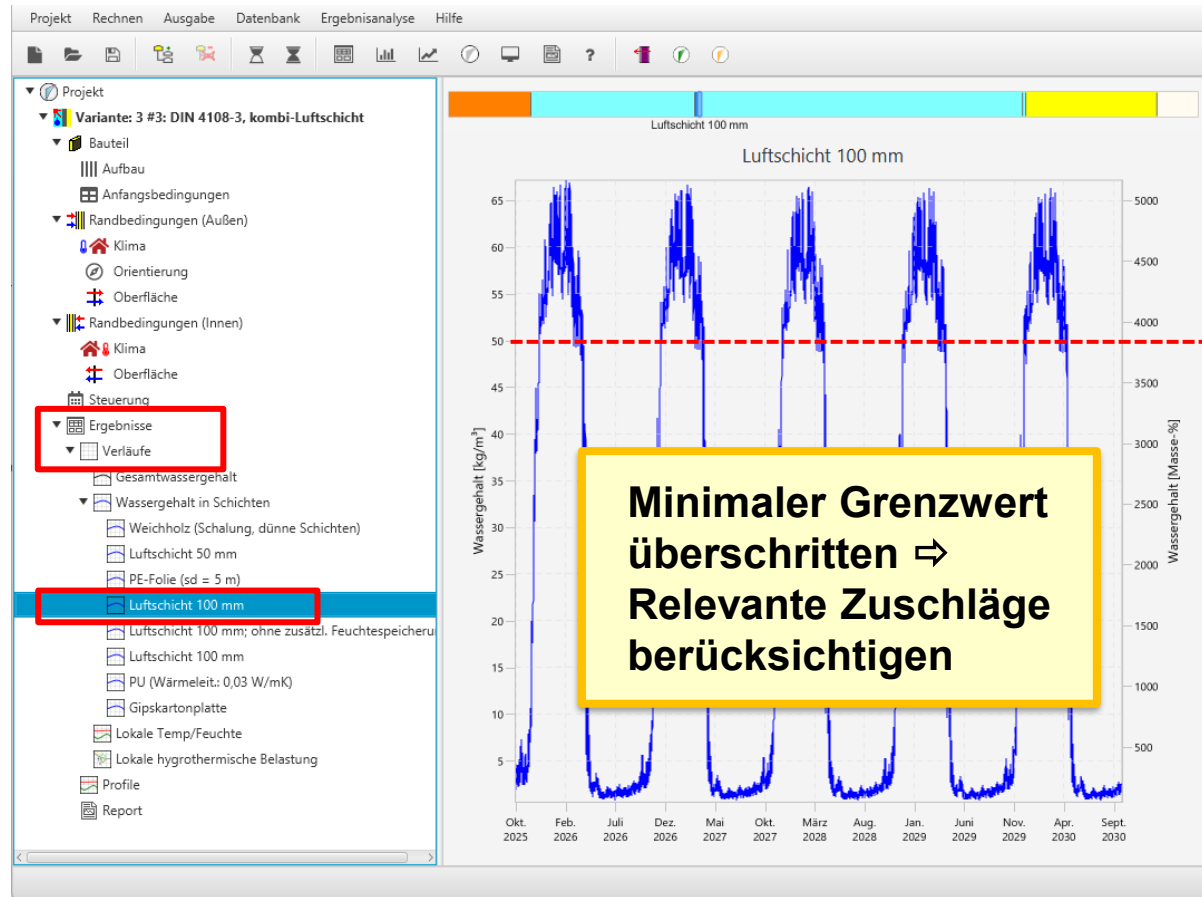 Projekt Rechnen Ausgabe Datenbank Ergebnisanalyse Hilfe
?
Projekt
Variante: 3 #3: DIN 4108-3, kombi-Luftschicht
Bauteil
Aufbau
Anfangsbedingungen
Randbedingungen (Außen)
Klima
Orientierung
Oberfläche
Randbedingungen (Innen)
Klima
Oberfläche
Steuerung
Ergebnisse
Verläufe
Gesamtwassergehalt
Wassergehalt in Schichten
Weichholz (Schalung, dünne Schichten)
Luftschicht 50 mm
PE-Folie (sd = 5 m)
Luftschicht 100 mm
Luftschicht 100 mm; ohne zusätzl. Feuchtespeicheru
Luftschicht 100 mm
PU (Wärmeleit.: 0,03 W/mK)
Gipskartonplatte
Lokale Temp/Feuchte
Lokale hygrothermische Belastung
Profile
Report
Luftschicht 100 mm
Luftschicht 100 mm
Wassergehalt [kg/m³]
65
60
55
50
45
40
35
30
25
20
15
10
5
5000
4500
4000
3500
3000
2500
2000
1500
1000
500
Wassergehalt [Masse-%]
Minimaler Grenzwert
überschritten ⇨
Relevante Zuschläge
berücksichtigen
Okt. Feb. Juli Dez. Mai Okt. März Aug. Jan. Juni Nov. Apr. Sept.
2025 2026 2026 2026 2027 2027 2028 2028 2029 2029 2029 2030 2030